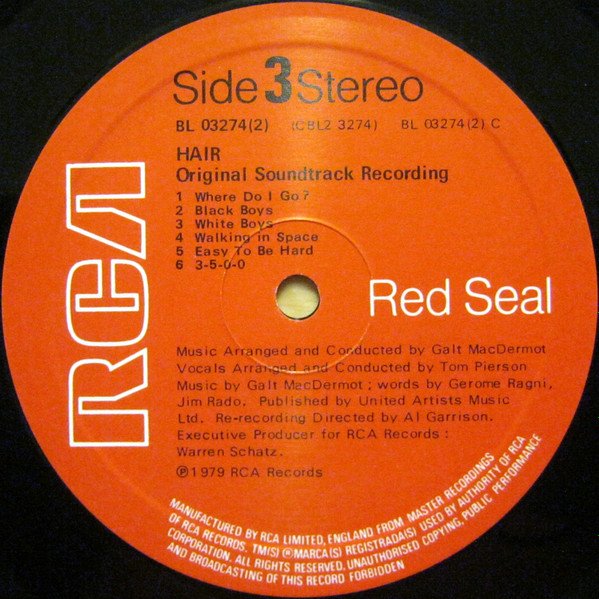 Side 3 Stereo
BL 03274(2) (CBL2 3274) BL 03274(2) C
HAIR
Original Soundtrack Recording
1 Where Do I Go?
2 Black Boys
3 White Boys
4 Walking in Space
5 Easy To Be Hard
6 3-5-0-0
RCA
Red Seal
Music Arranged and Conducted by Galt MacDermot
Vocals Arranged and Conducted by Tom Pierson
Music by Galt MacDermot ; words by Gerome Ragni,
Jim Rado. Published by United Artists Music
Ltd. Re-recording Directed by Al Garrison.
Executive Producer for RCA Records :
Warren Schatz.
℗1979 RCA Records
MANUFACTURED BY RCA LIMITED, ENGLAND FROM MASTER RECORDINGS
OF RCA RECORDS. TM(S) ® MARCA(S) REGISTRADA(S) USED BY AUTHORITY OF RCA
CORPORATION. ALL RIGHTS RESERVED, UNAUTHORISED COPYING, PUBLIC PERFORMANCE
AND BROADCASTING OF THIS RECORD FORBIDDEN